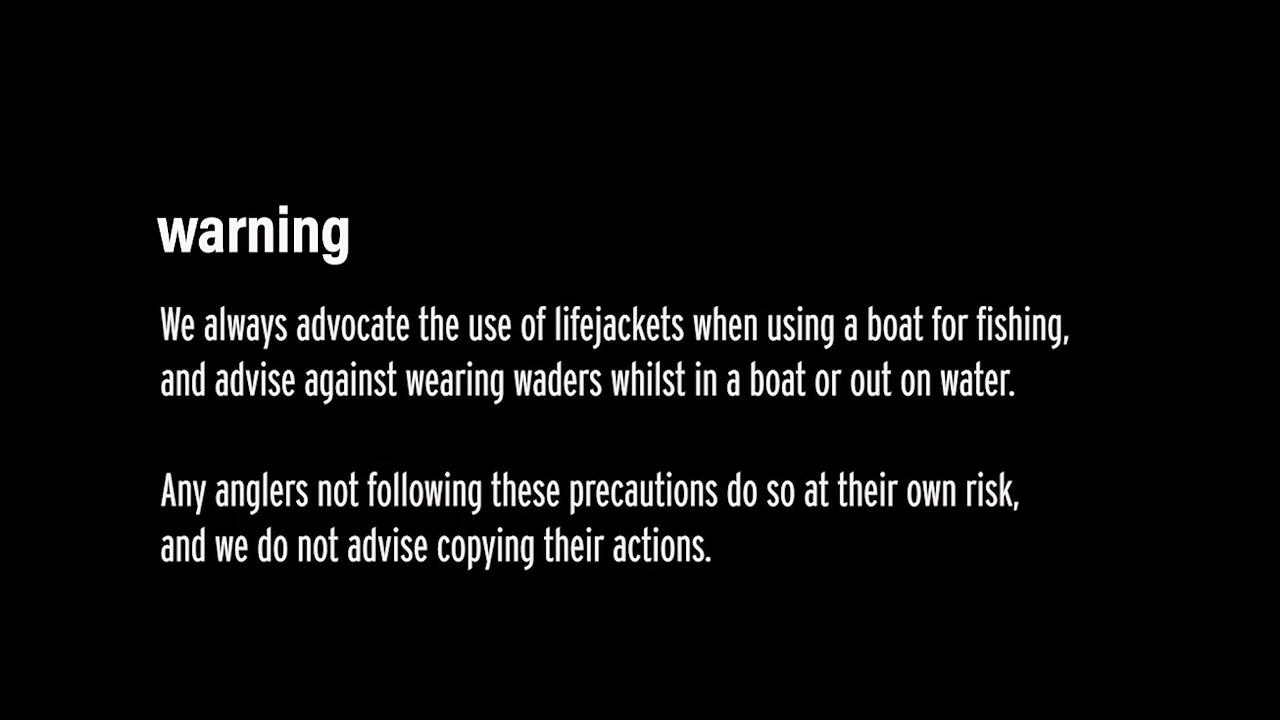 warning
We always advocate the use of lifejackets when using a boat for fishing,
and advise against wearing waders whilst in a boat or out on water.
Any anglers not following these precautions do so at their own risk,
and we do not advise copying their actions.